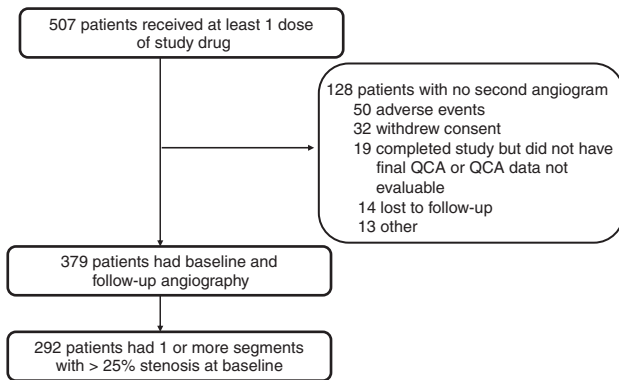 507 patients received at least 1 dose
of study drug
128 patients with no second angiogram
50 adverse events
32 withdrew consent
19 completed study but did not have
final QCA or QCA data not
evaluable
14 lost to follow-up
13 other
379 patients had baseline and
follow-up angiography
292 patients had 1 or more segments
with > 25% stenosis at baseline